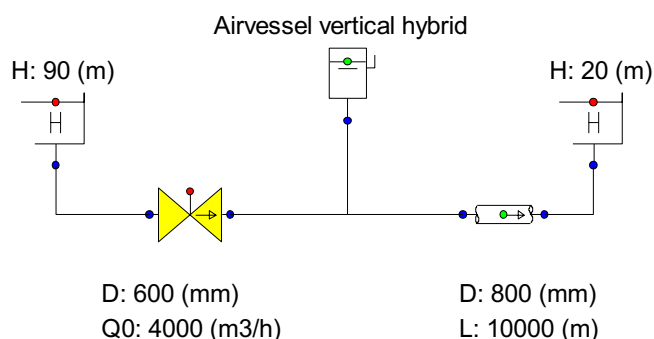 Airvessel vertical hybrid
H: 90 (m)
H: 20 (m)
H
H
D: 600 (mm)
Q0: 4000 (m3/h)
D: 800 (mm)
L: 10000 (m)